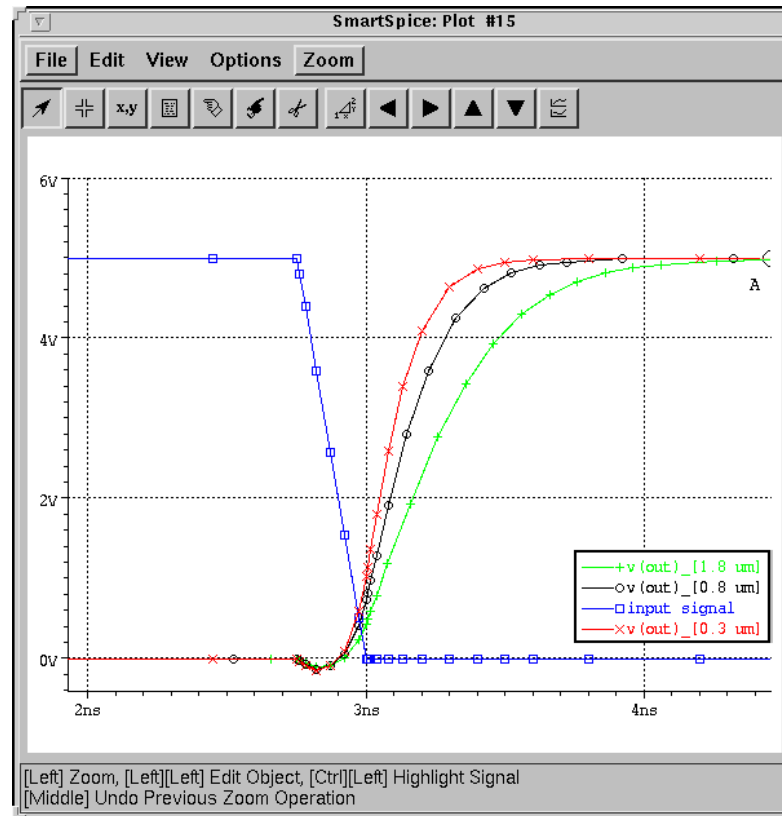 SmartSpice: Plot #15
File Edit View Options Zoom
x,y
6V
4V
2V
0V
A
v(out)_[1.8 um]
v(out)_[0.8 um]
input signal
v(out)_[0.3 um]
2ns 3ns 4ns
[Left] Zoom, [Left][Left] Edit Object, [Ctrl][Left] Highlight Signal
[Middle] Undo Previous Zoom Operation